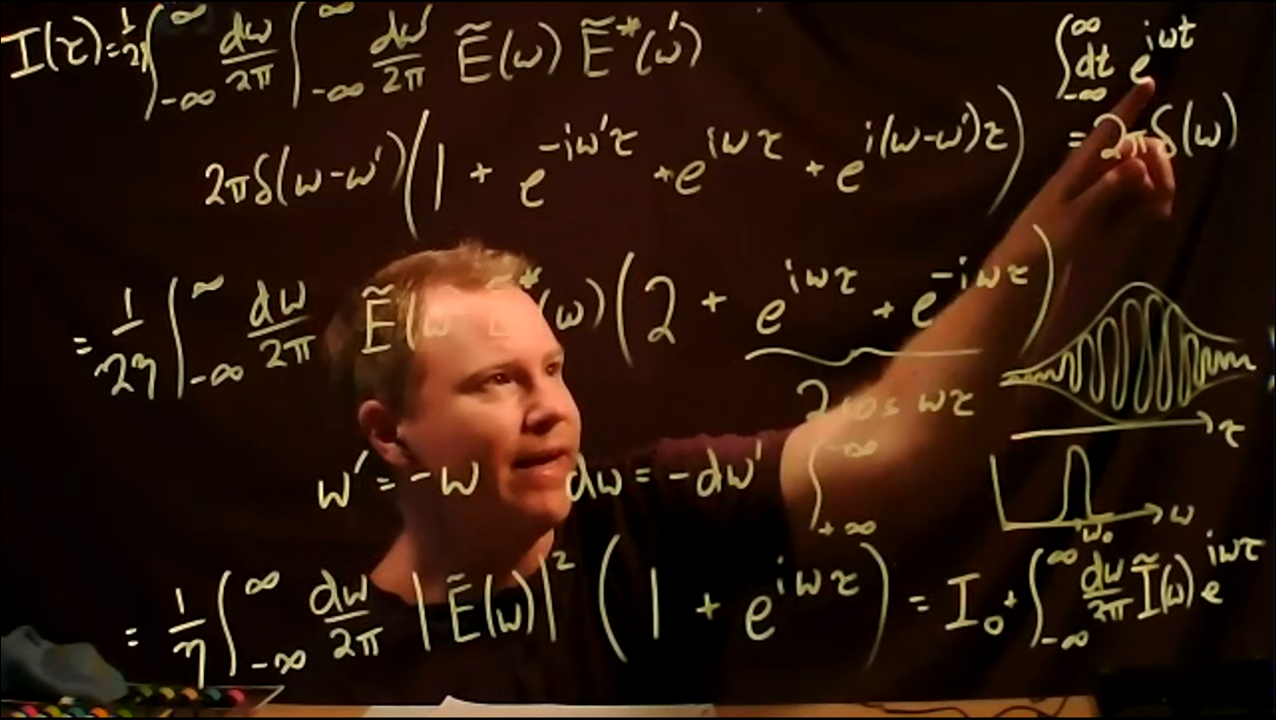 I(τ) = 1/2η ∫_{-∞}^{∞} dω/2π ∫_{-∞}^{∞} dω'/2π Ẽ(ω) Ẽ*(ω')
2πδ(ω-ω')(1 + e^{-iω'τ} + e^{iωτ} + e^{i(ω-ω')τ})
∫_{-∞}^{∞} dt e^{iωt}
= 2πδ(ω)
= 1/2η ∫_{-∞}^{∞} dω/2π Ẽ(ω) Ẽ*(ω)(2 + e^{iωτ} + e^{-iωτ})
2 cos ωτ
τ
ω' = -ω dω = -dω' ∫_{+∞}^{-∞}
ω
ω₀
= 1/η ∫_{-∞}^{∞} dω/2π |Ẽ(ω)|² (1 + e^{iωτ}) = I₀ + ∫_{-∞}^{∞} dω/2π Ĩ(ω) e^{iωτ}